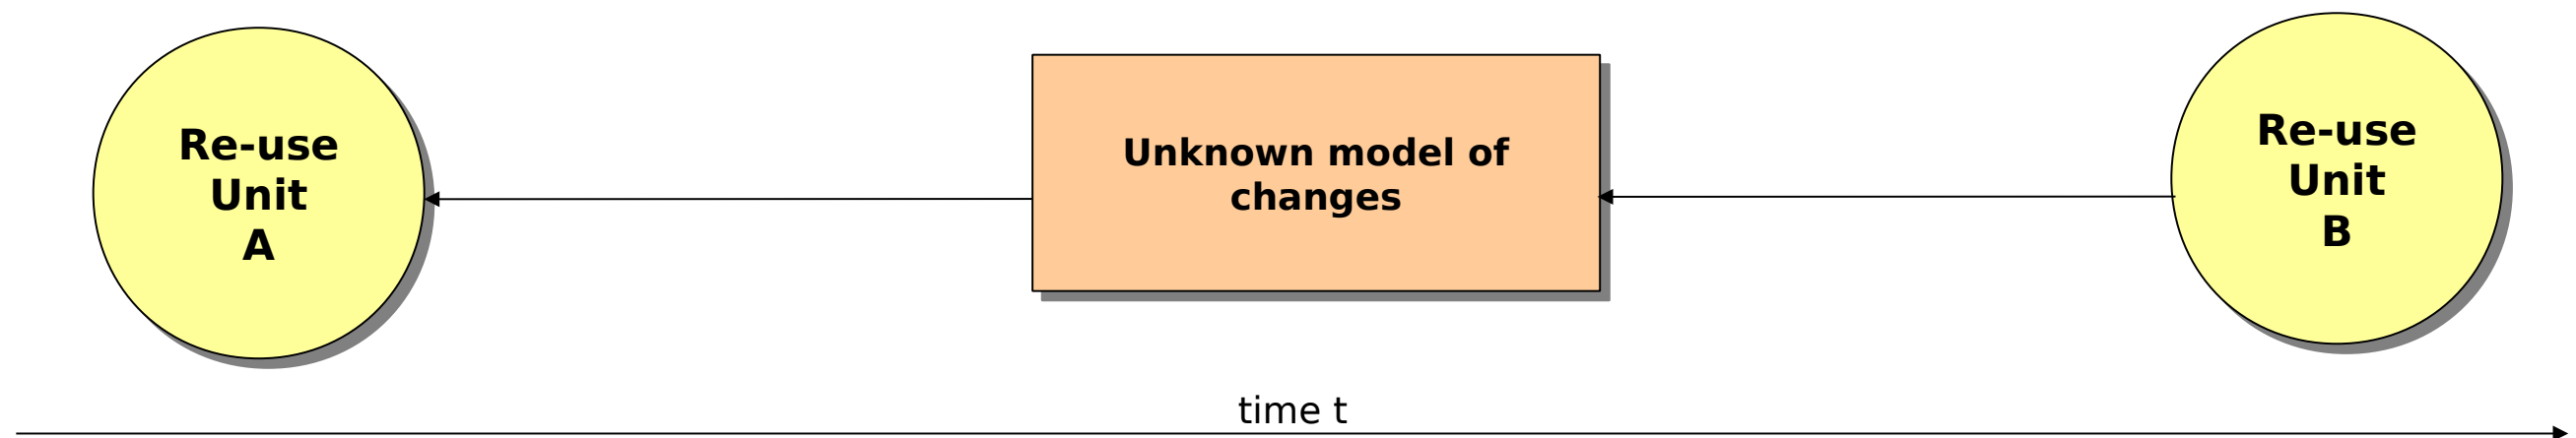 Re-use
Unit
A
Unknown model of
changes
Re-use
Unit
B
time t